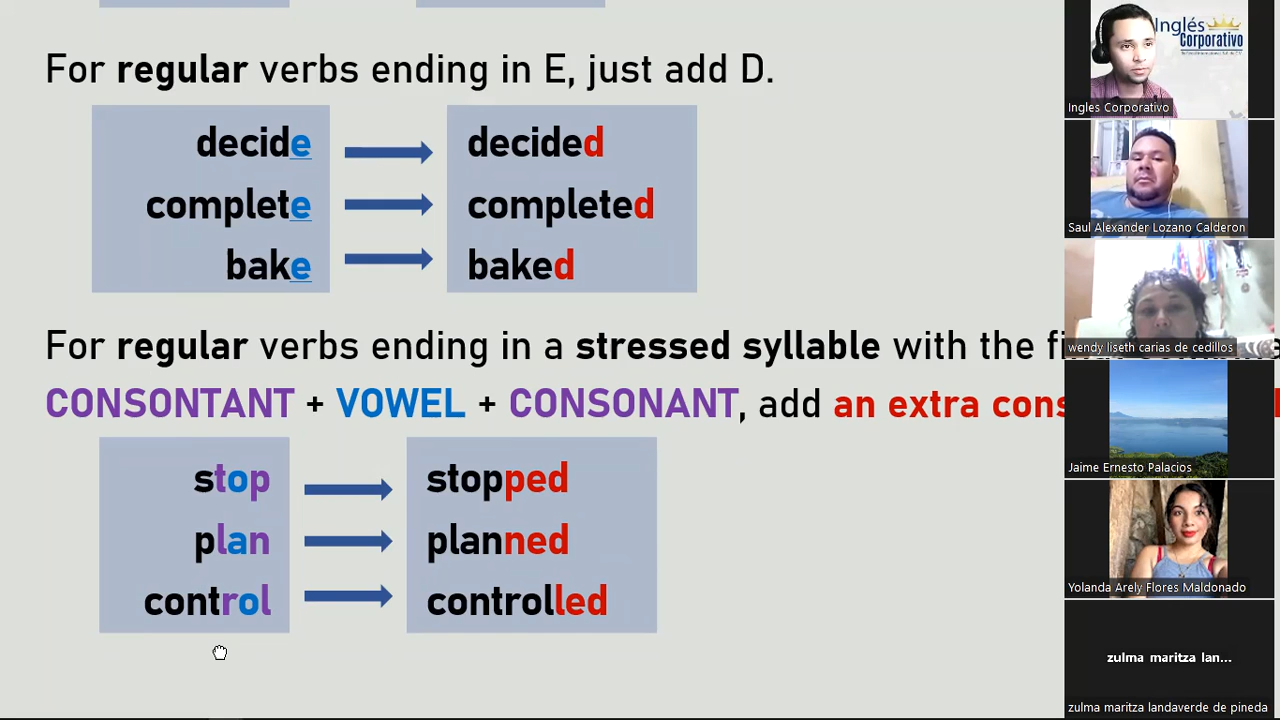 For regular verbs ending in E, just add D.
decide
decided
complete
completed
bake
baked
For regular verbs ending in a stressed syllable with the
CONSONTANT + VOWEL + CONSONANT, add an extra
stop
stopped
plan
planned
control
controlled
Inglés
Corporativo
Ingles Corporativo
Saul Alexander Lozano Calderon
wendy liseth carias de cedillos
Jaime Ernesto Palacios
Yolanda Arely Flores Maldonado
zulma maritza lan...
zulma maritza landaverde de pineda